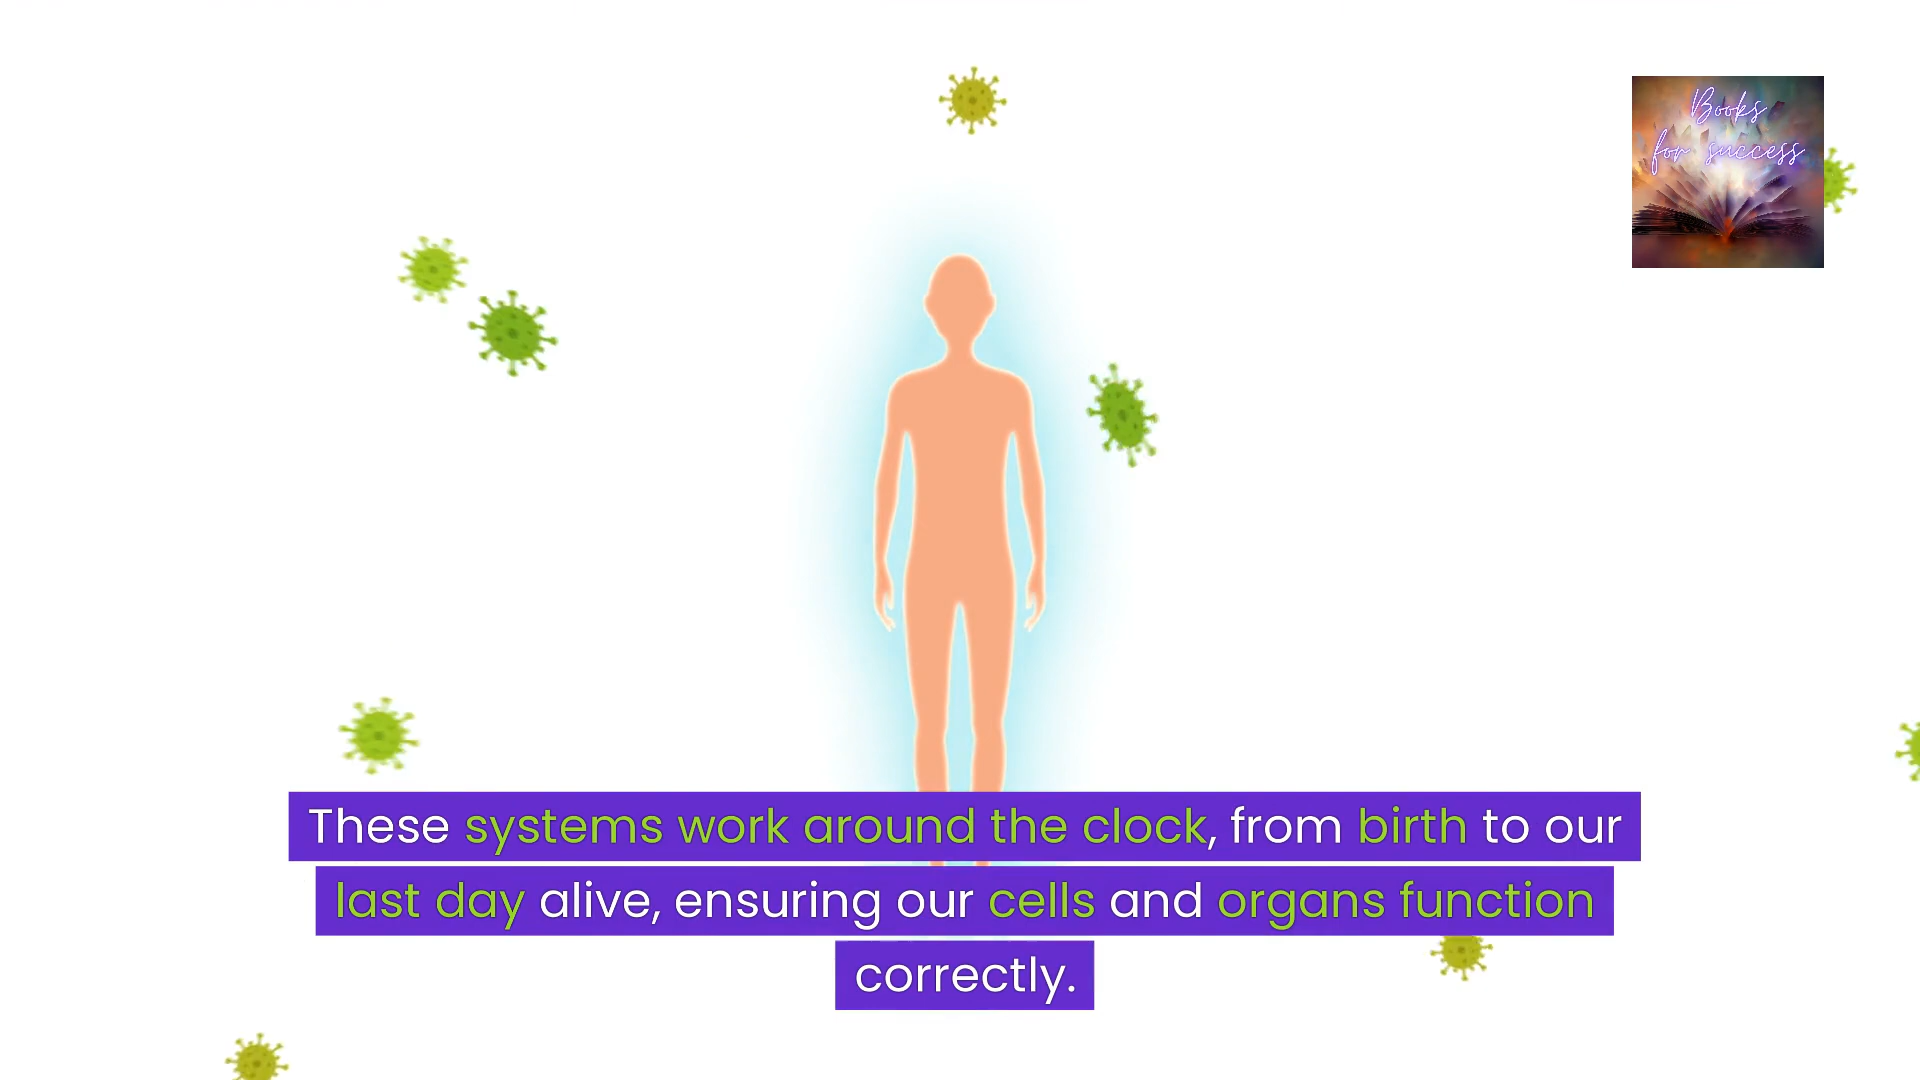 Books
for success
These systems work around the clock, from birth to our
last day alive, ensuring our cells and organs function
correctly.